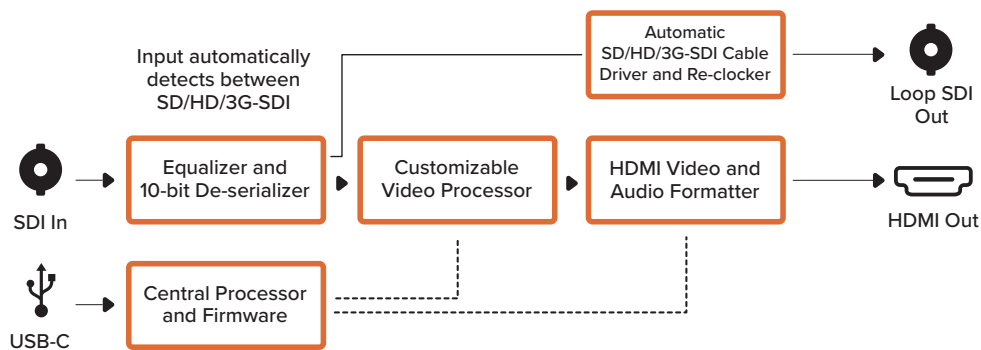 Input automatically
detects between
SD/HD/3G-SDI
Automatic
SD/HD/3G-SDI Cable
Driver and Re-clocker
Loop SDI
Out
SDI In
Equalizer and
10-bit De-serializer
Customizable
Video Processor
HDMI Video and
Audio Formatter
HDMI Out
USB-C
Central Processor
and Firmware